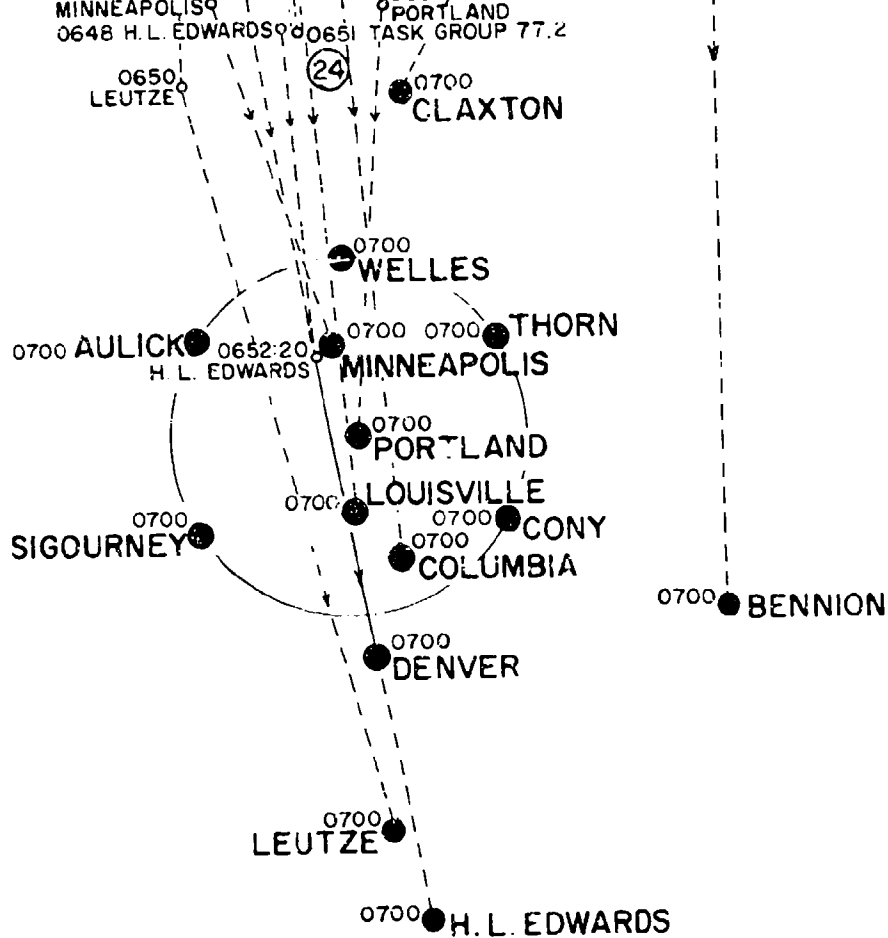 MINNEAPOLIS
PORTLAND
0648 H.L. EDWARDS
0651 TASK GROUP 77.2
24
0650
LEUTZE
0700
CLAXTON
0700
WELLES
0700 AULICK
0652:20
H. L. EDWARDS
0700
MINNEAPOLIS
0700
THORN
0700
PORTLAND
0700
LOUISVILLE
0700
SIGOURNEY
0700
CONY
0700
COLUMBIA
0700
BENNION
0700
DENVER
0700
LEUTZE
0700
H. L. EDWARDS